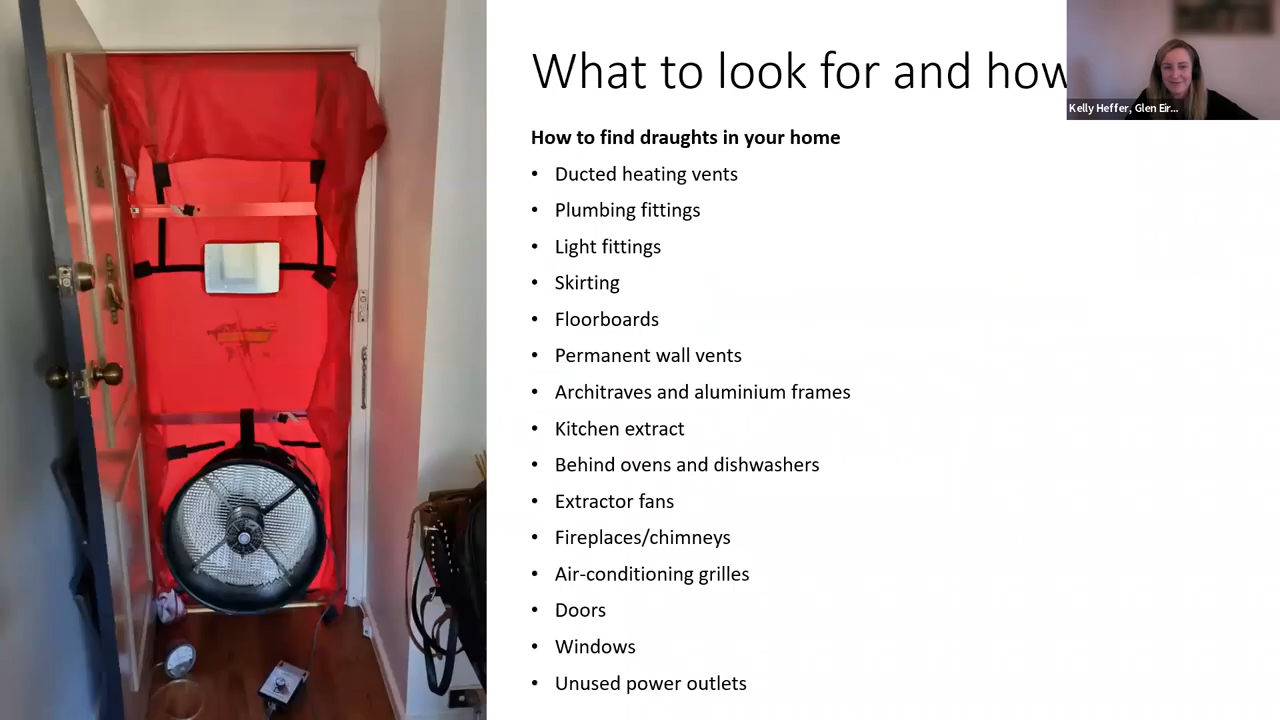 What to look for and how
Kelly Heffer, Glen Eir...
How to find draughts in your home
• Ducted heating vents
• Plumbing fittings
• Light fittings
• Skirting
• Floorboards
• Permanent wall vents
• Architraves and aluminium frames
• Kitchen extract
• Behind ovens and dishwashers
• Extractor fans
• Fireplaces/chimneys
• Air-conditioning grilles
• Doors
• Windows
• Unused power outlets